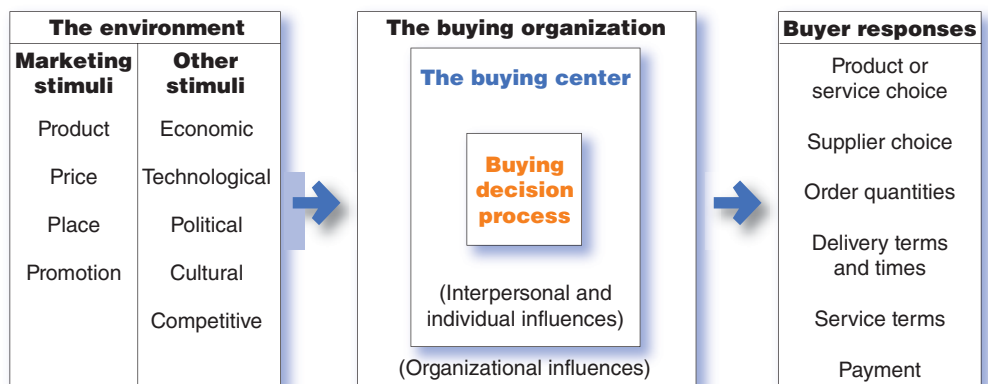 The environment
Marketing
stimuli
Product
Price
Place
Promotion
Other
stimuli
Economic
Technological
Political
Cultural
Competitive
The buying organization
The buying center
Buying
decision
process
(Interpersonal and
individual influences)
(Organizational influences)
Buyer responses
Product or
service choice
Supplier choice
Order quantities
Delivery terms
and times
Service terms
Payment